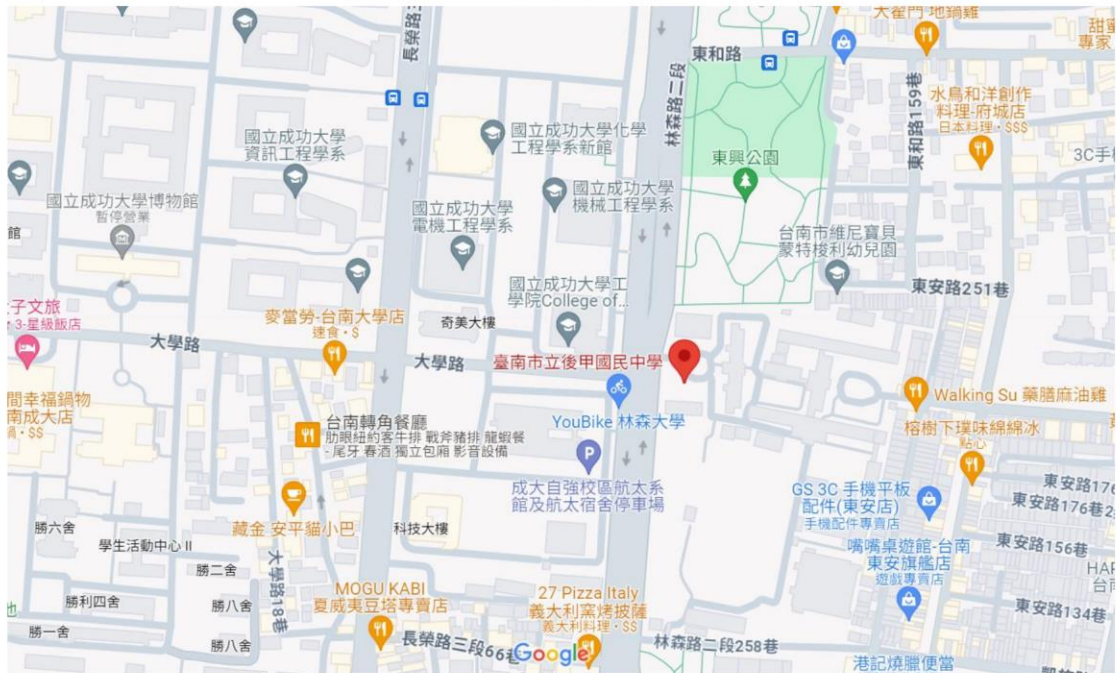 長榮路三
大翟門 地鍋雞
甜蜜
專家
東和路
林森路二段
東和路159巷
水鳥和洋創作
料理-府城店
日本料理・$$$
3C手機
國立成功大學
資訊工程學系
國立成功大學化學
工程學系新館
東興公園
國立成功大學博物館
暫停營業
館
國立成功大學
機械工程學系
國立成功大學
電機工程學系
台南市維尼寶貝
蒙特梭利幼兒園
國立成功大學工
學院College of...
東安路251巷
子文旅
・3-星級飯店
麥當勞-台南大學店
速食・$
奇美大樓
大學路
大學路
臺南市立後甲國民中學
間幸福鍋物
南成大店
鍋・$$
YouBike 林森大學
P
Walking Su 藥膳麻油雞
台南轉角餐廳
肋眼紐約客牛排 戰斧豬排 龍蝦餐
- 尾牙 春酒 獨立包廂 影音設備
榕樹下璞味綿綿冰
點心
成大自強校區航太系
館及航太宿舍停車場
GS 3C 手機平板
配件(東安店)
手機配件專賣店
東安路176
東安路176巷2
藏金 安平貓小巴
科技大樓
勝六舍
學生活動中心 II
嘴嘴桌遊館-台南
東安旗艦店
遊戲專賣店
東安路156巷
勝二舍
大學路18巷
HAP
台南
地
勝利四舍
勝八舍
MOGU KABI
夏威夷豆塔專賣店
27 Pizza Italy
義大利窯烤披薩
義大利料理・$$
東安路134巷
勝一舍
勝八舍
長榮路三段66巷
Google
林森路二段258巷
港記燒臘便當